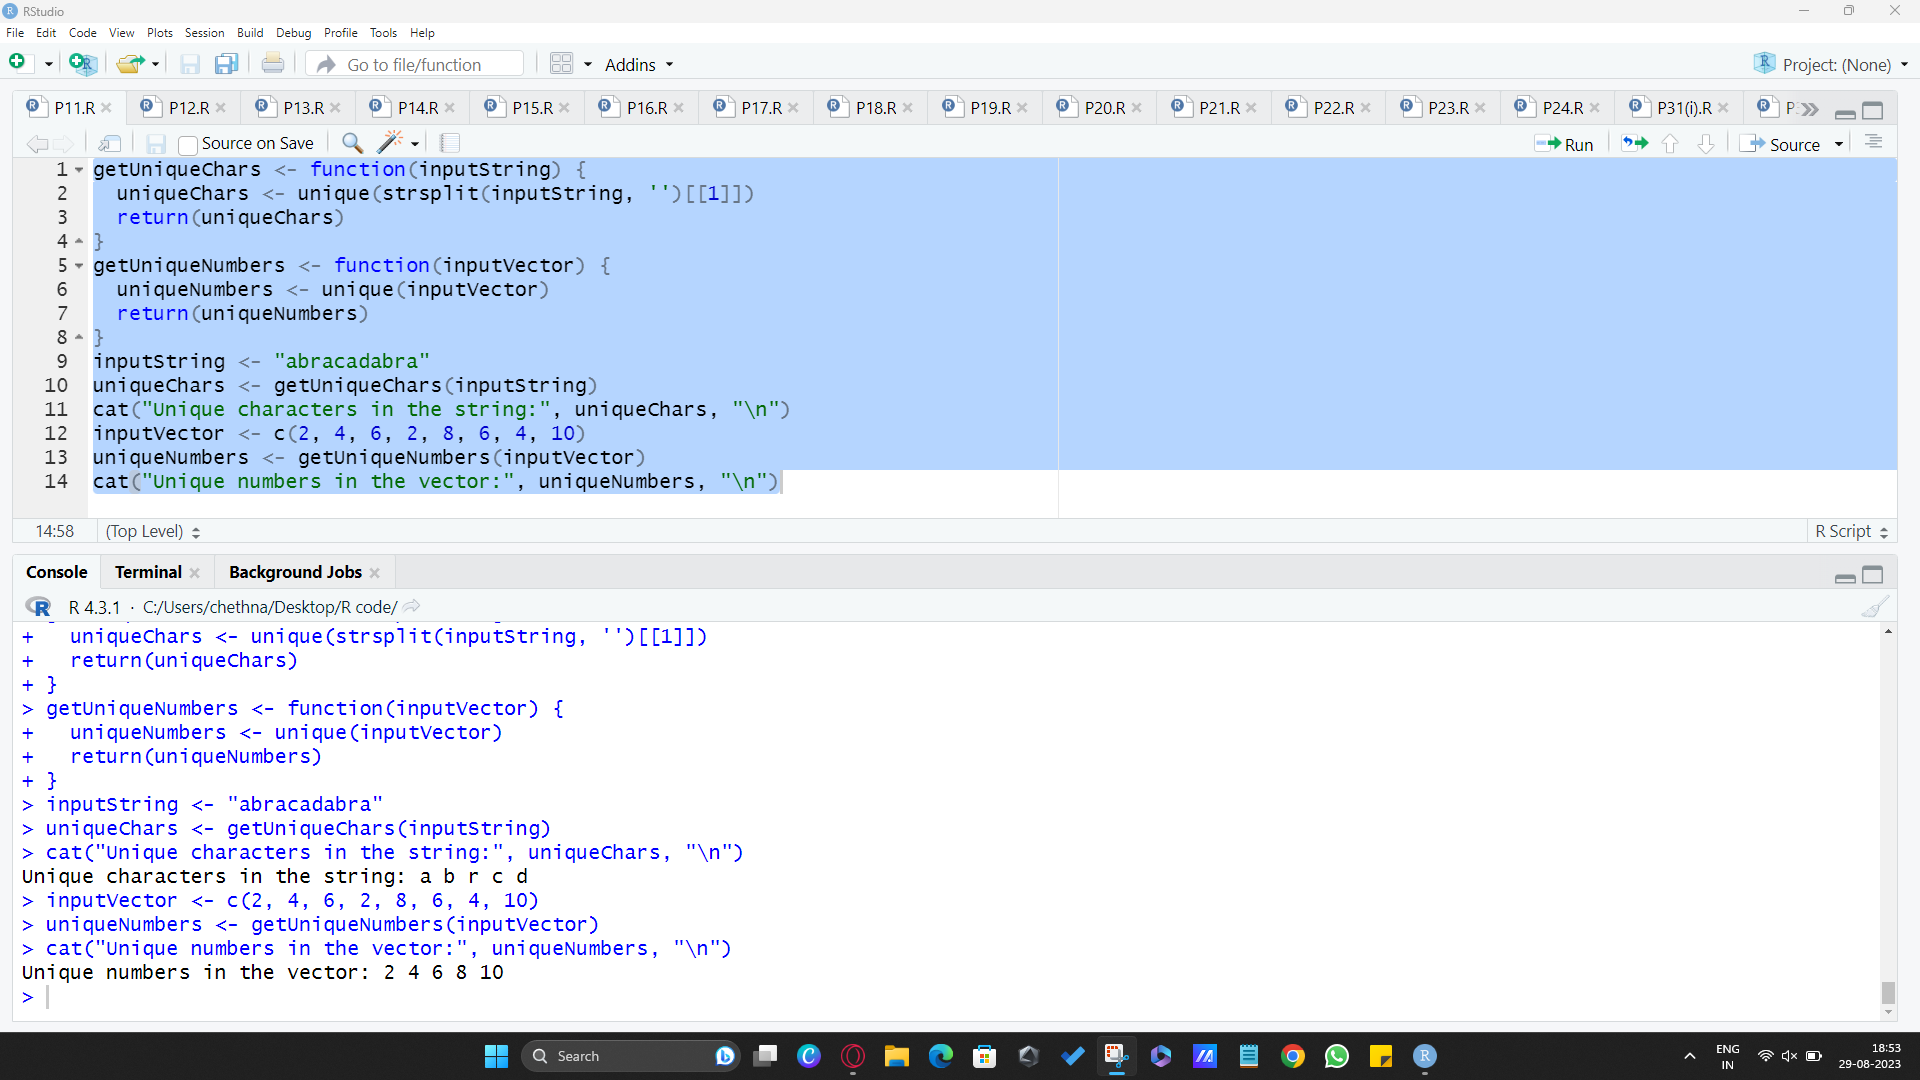 RStudio
File Edit Code View Plots Session Build Debug Profile Tools Help
Go to file/function Addins Project: (None)
P11.R P12.R P13.R P14.R P15.R P16.R P17.R P18.R P19.R P20.R P21.R P22.R P23.R P24.R P31(i).R
Source on Save Run Source
1 getUniqueChars <- function(inputString) {
2 uniqueChars <- unique(strsplit(inputString, '')[[1]])
3 return(uniqueChars)
4 }
5 getUniqueNumbers <- function(inputVector) {
6 uniqueNumbers <- unique(inputVector)
7 return(uniqueNumbers)
8 }
9 inputString <- "abracadabra"
10 uniqueChars <- getUniqueChars(inputString)
11 cat("Unique characters in the string:", uniqueChars, "\n")
12 inputVector <- c(2, 4, 6, 2, 8, 6, 4, 10)
13 uniqueNumbers <- getUniqueNumbers(inputVector)
14 cat("Unique numbers in the vector:", uniqueNumbers, "\n")
14:58 (Top Level) R Script
Console Terminal Background Jobs
R 4.3.1 · C:/Users/chethna/Desktop/R code/
+ uniqueChars <- unique(strsplit(inputString, '')[[1]])
+ return(uniqueChars)
+ }
> getUniqueNumbers <- function(inputVector) {
+ uniqueNumbers <- unique(inputVector)
+ return(uniqueNumbers)
+ }
> inputString <- "abracadabra"
> uniqueChars <- getUniqueChars(inputString)
> cat("Unique characters in the string:", uniqueChars, "\n")
Unique characters in the string: a b r c d
> inputVector <- c(2, 4, 6, 2, 8, 6, 4, 10)
> uniqueNumbers <- getUniqueNumbers(inputVector)
> cat("Unique numbers in the vector:", uniqueNumbers, "\n")
Unique numbers in the vector: 2 4 6 8 10
>
Search ENG 18:53
IN 29-08-2023